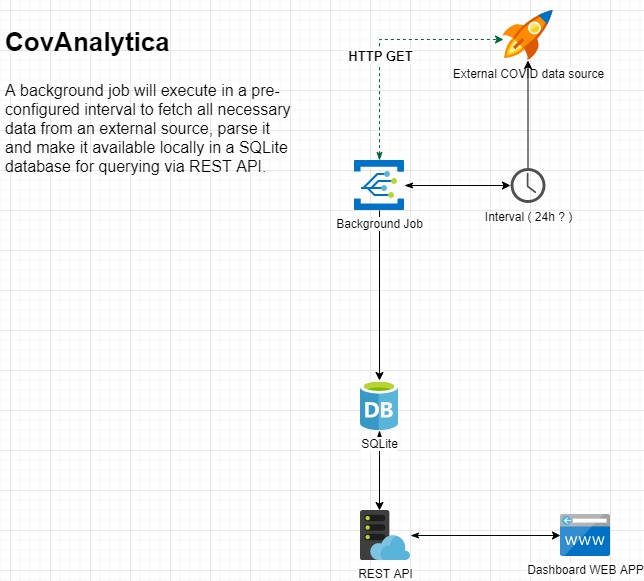 CovAnalytica
A background job will execute in a pre-
configured interval to fetch all necessary
data from an external source, parse it
and make it available locally in a SQLite
database for querying via REST API.
HTTP GET
External COVID data source
Background Job
Interval ( 24h ? )
DB
SQLite
REST API
WWW
Dashboard WEB APP